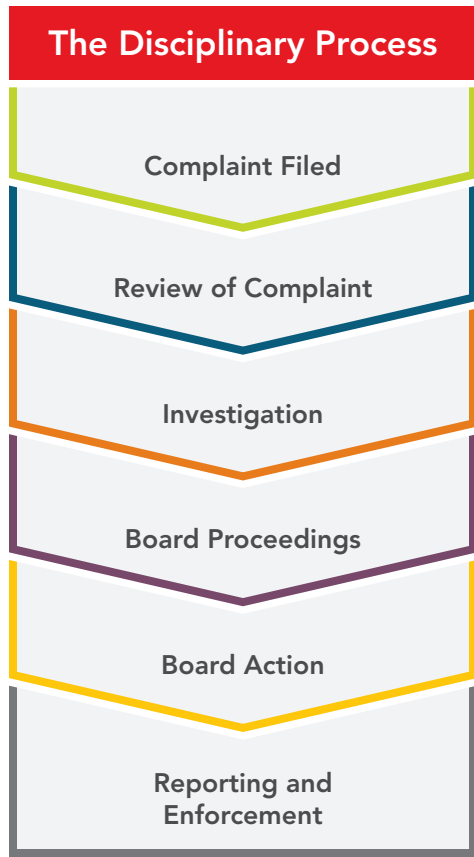 The Disciplinary Process
Complaint Filed
Review of Complaint
Investigation
Board Proceedings
Board Action
Reporting and
Enforcement